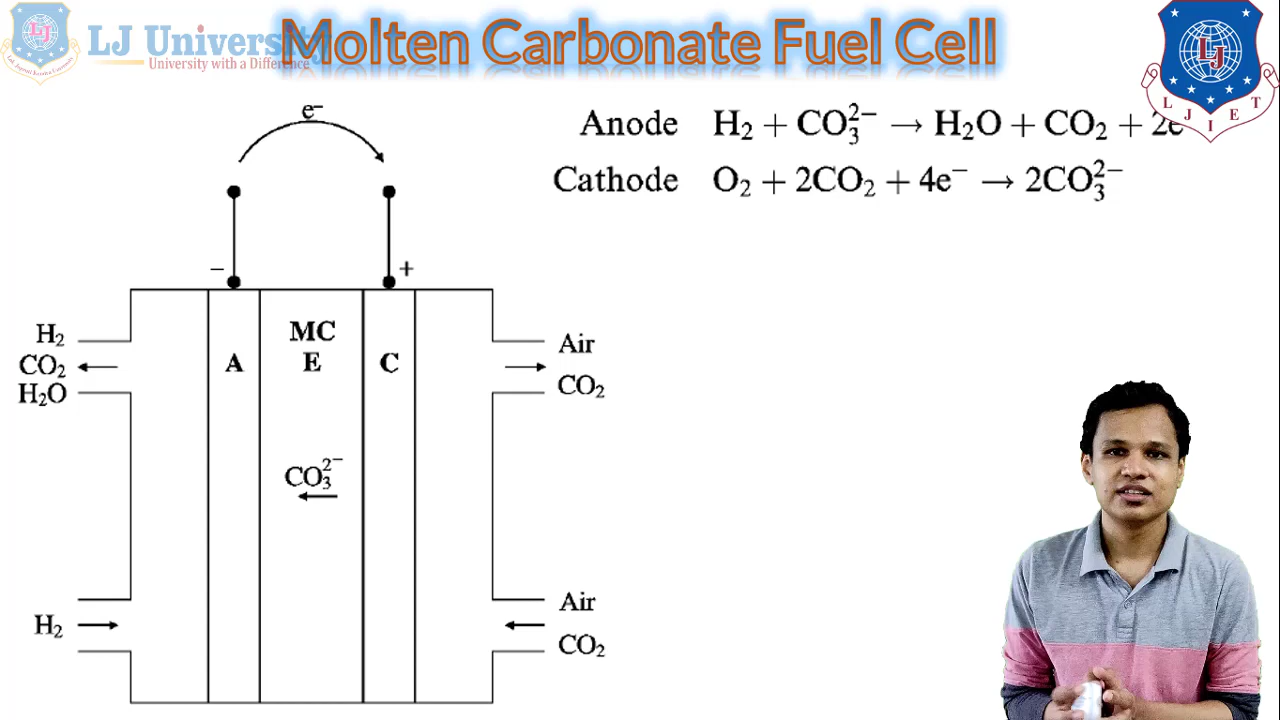 LJ University
University with a Difference
Molten Carbonate Fuel Cell
LJ
L J I E T
e⁻
Anode H₂ + CO₃²⁻ → H₂O + CO₂ + 2e
Cathode O₂ + 2CO₂ + 4e⁻ → 2CO₃²⁻
− +
H₂
CO₂
H₂O
A
MC
E
C
Air
CO₂
CO₃²⁻
H₂
Air
CO₂